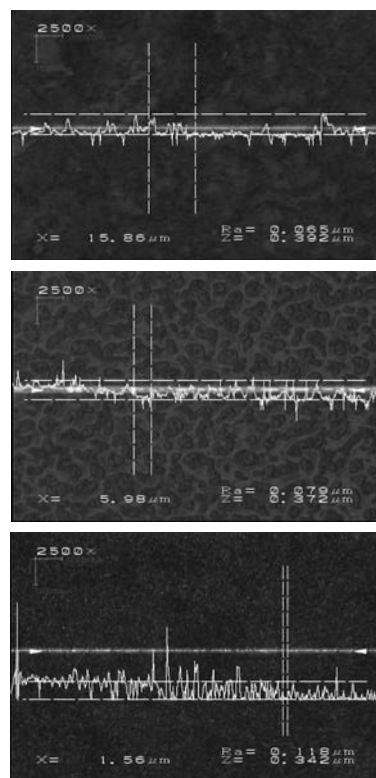 2500×
Ra= 0.065μm
X= 15.86μm Z= 0.392μm
2500×
Ra= 0.079μm
X= 5.98μm Z= 0.372μm
2500×
Ra= 0.118μm
X= 1.56μm Z= 0.342μm